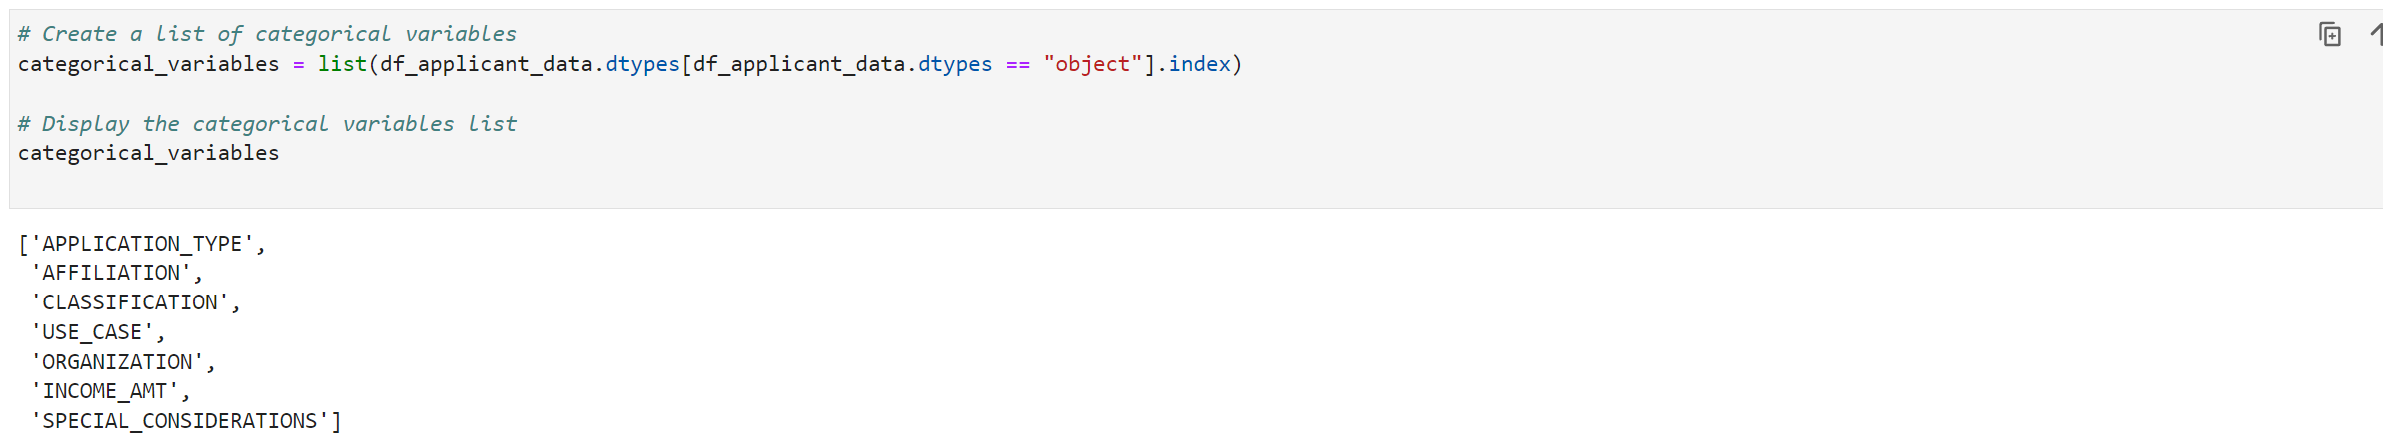 # Create a list of categorical variables
categorical_variables = list(df_applicant_data.dtypes[df_applicant_data.dtypes == "object"].index)
# Display the categorical variables list
categorical_variables
['APPLICATION_TYPE',
 'AFFILIATION',
 'CLASSIFICATION',
 'USE_CASE',
 'ORGANIZATION',
 'INCOME_AMT',
 'SPECIAL_CONSIDERATIONS']